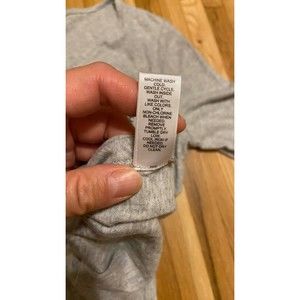 MACHINE WASH
COLD,
GENTLE CYCLE.
WASH INSIDE
OUT.
WASH WITH
LIKE COLORS.
ONLY
NON-CHLORINE
BLEACH WHEN
NEEDED.
REMOVE
PROMPTLY.
TUMBLE DRY
LOW.
COOL IRON IF
NEEDED.
DO NOT DRY
CLEAN.